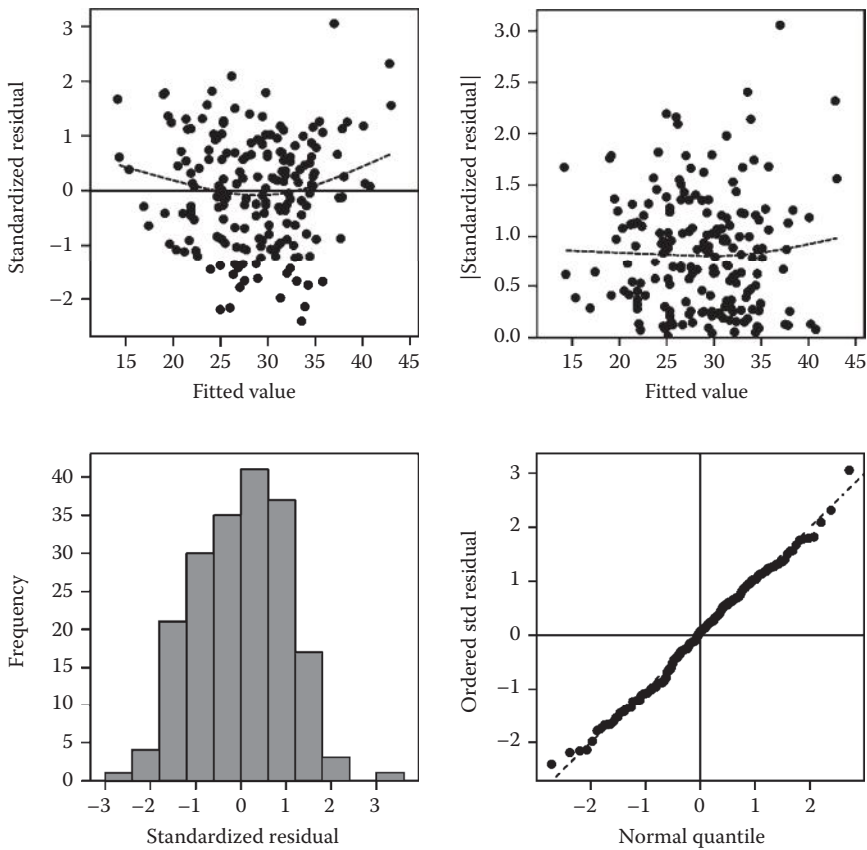 3
2
1
0
−1
−2
15 20 25 30 35 40 45
Standardized residual
Fitted value
3.0
2.5
2.0
1.5
1.0
0.5
0.0
15 20 25 30 35 40 45
|Standardized residual|
Fitted value
40
35
30
25
20
15
10
5
0
−3 −2 −1 0 1 2 3
Frequency
Standardized residual
3
2
1
0
−1
−2
−2 −1 0 1 2
Ordered std residual
Normal quantile